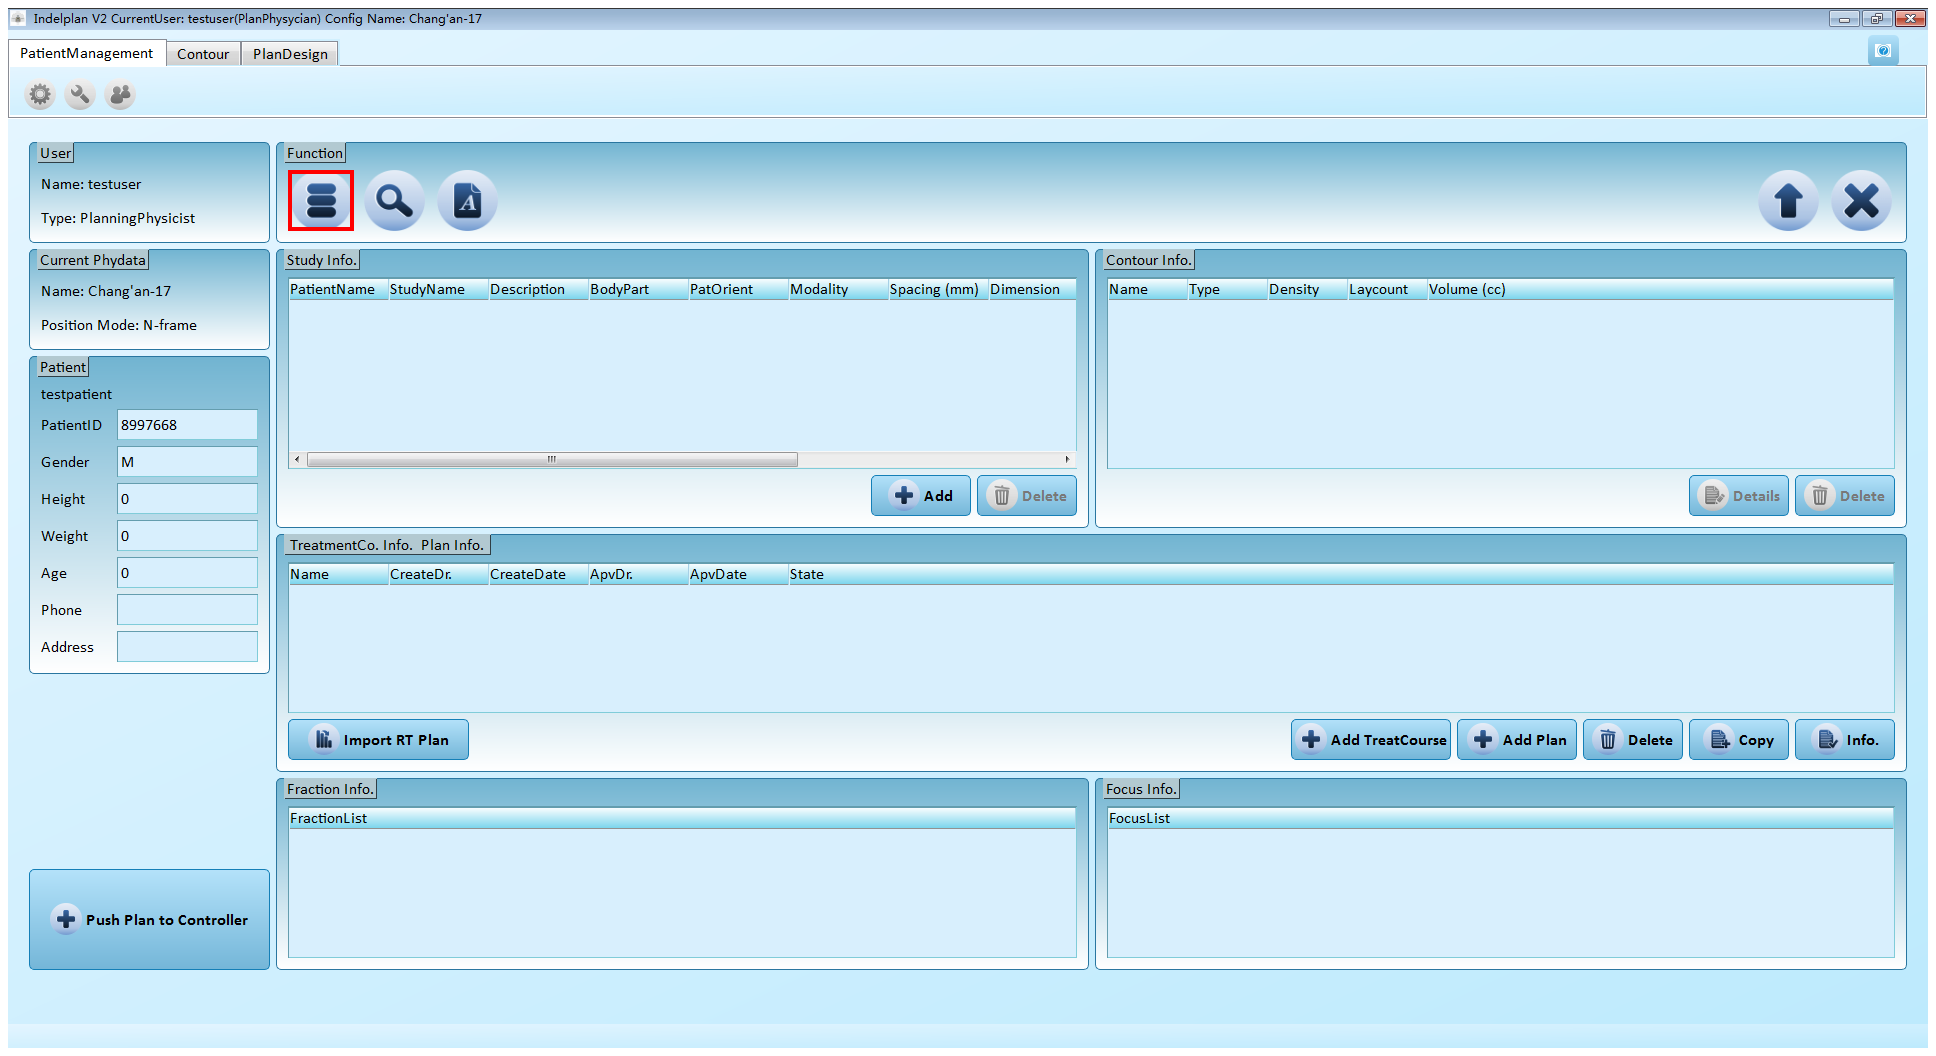 Indelplan V2 CurrentUser: testuser(PlanPhysycian) Config Name: Chang'an-17
PatientManagement Contour PlanDesign
User
Name: testuser
Type: PlanningPhysicist
Function
A
Current Phydata
Name: Chang'an-17
Position Mode: N-frame
Patient
testpatient
PatientID 8997668
Gender M
Height 0
Weight 0
Age 0
Phone
Address
Push Plan to Controller
Study Info.
PatientName StudyName Description BodyPart PatOrient Modality Spacing (mm) Dimension
Add Delete
Contour Info.
Name Type Density Laycount Volume (cc)
Details Delete
TreatmentCo. Info. Plan Info.
Name CreateDr. CreateDate ApvDr. ApvDate State
Import RT Plan Add TreatCourse Add Plan Delete Copy Info.
Fraction Info.
FractionList
Focus Info.
FocusList